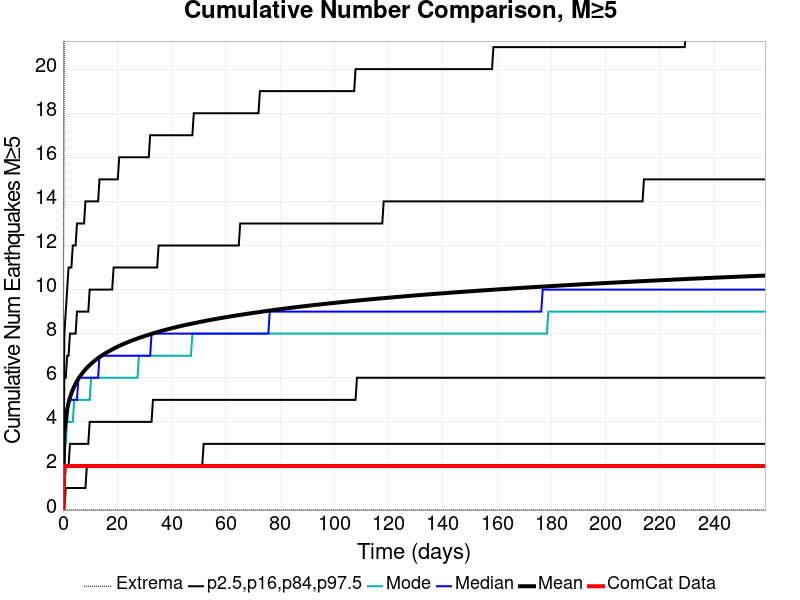 Cumulative Number Comparison, M≥5
Cumulative Num Earthquakes M≥5
20
18
16
14
12
10
8
6
4
2
0
0 20 40 60 80 100 120 140 160 180 200 220 240
Time (days)
Extrema p2.5,p16,p84,p97.5 Mode Median Mean ComCat Data